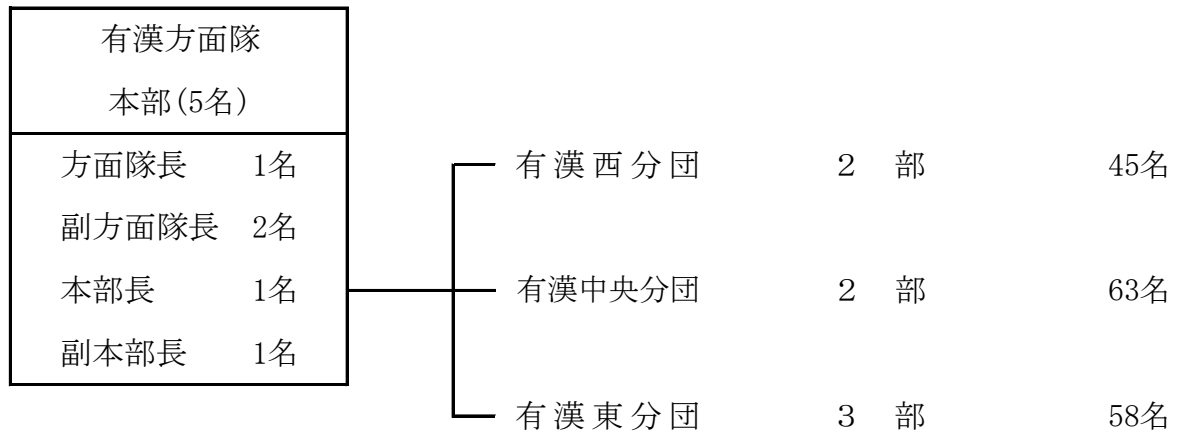 有漢方面隊
本部(5名)
方面隊長 1名
副方面隊長 2名
本部長 1名
副本部長 1名
有漢西分団 2 部 45名
有漢中央分団 2 部 63名
有漢東分団 3 部 58名